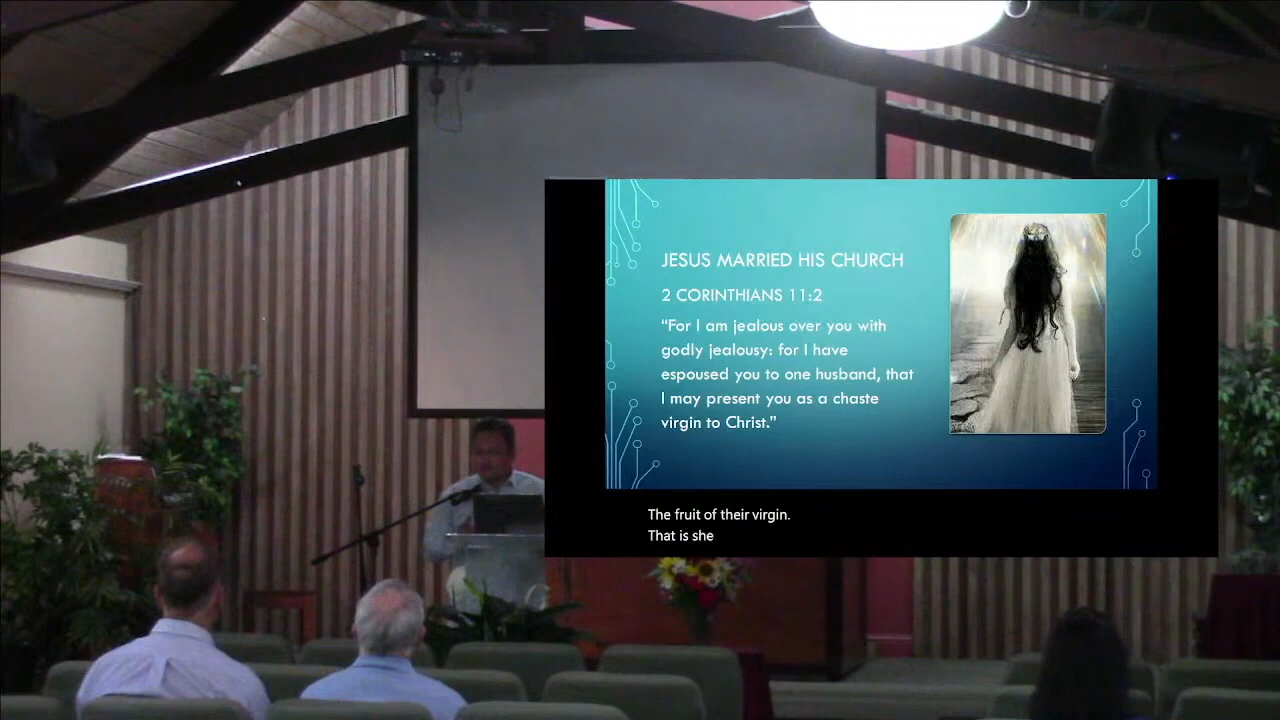 JESUS MARRIED HIS CHURCH
2 CORINTHIANS 11:2
“For I am jealous over you with
godly jealousy: for I have
espoused you to one husband, that
I may present you as a chaste
virgin to Christ.”
The fruit of their virgin.
That is she